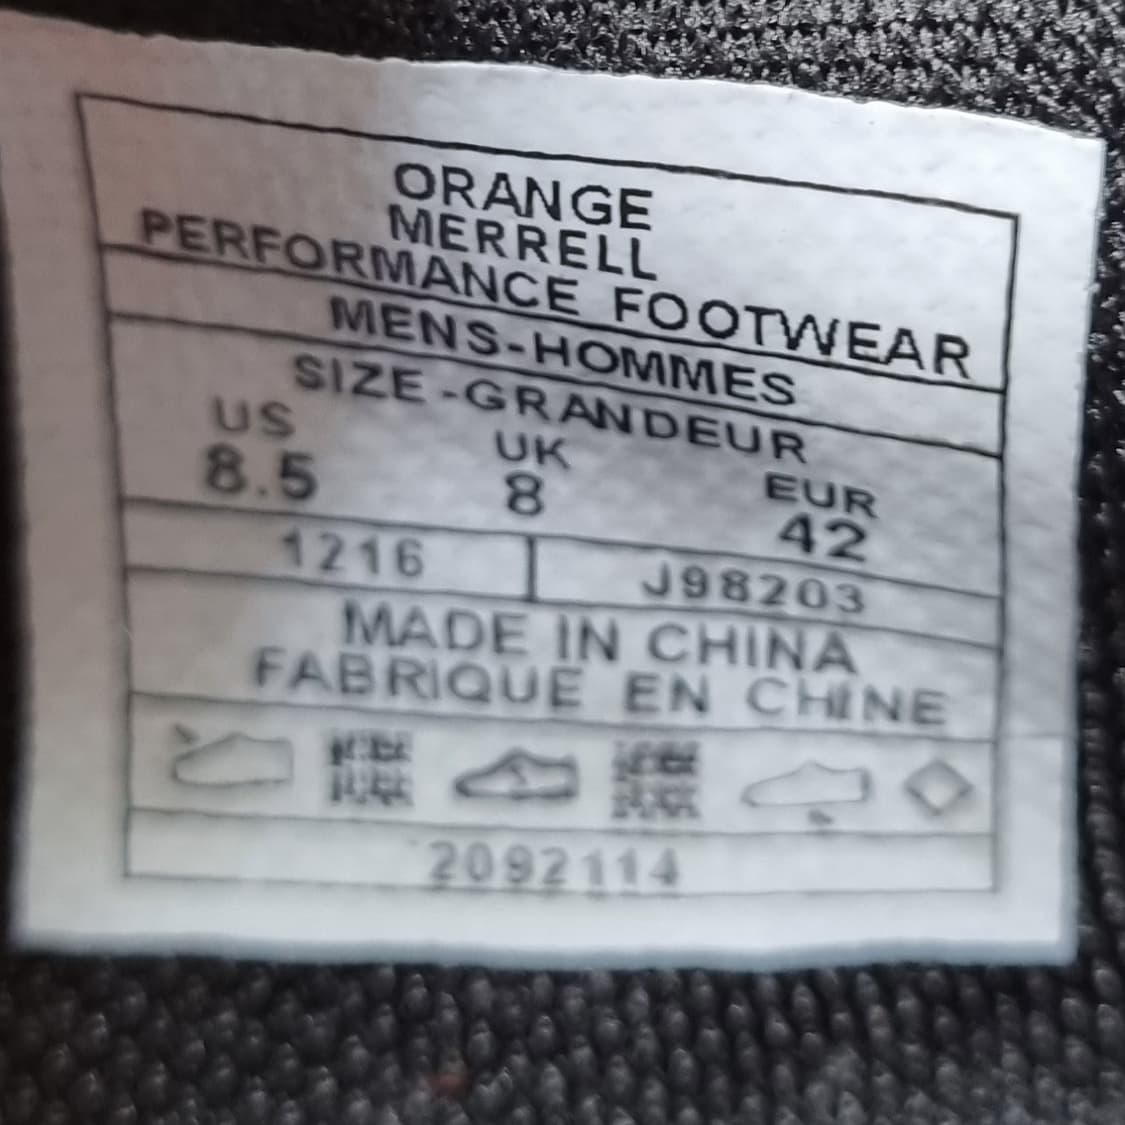 ORANGE
MERRELL
PERFORMANCE FOOTWEAR
MENS-HOMMES
SIZE-GRANDEUR
US UK EUR
8.5 8 42
1216 J98203
MADE IN CHINA
FABRIQUE EN CHINE
2092114